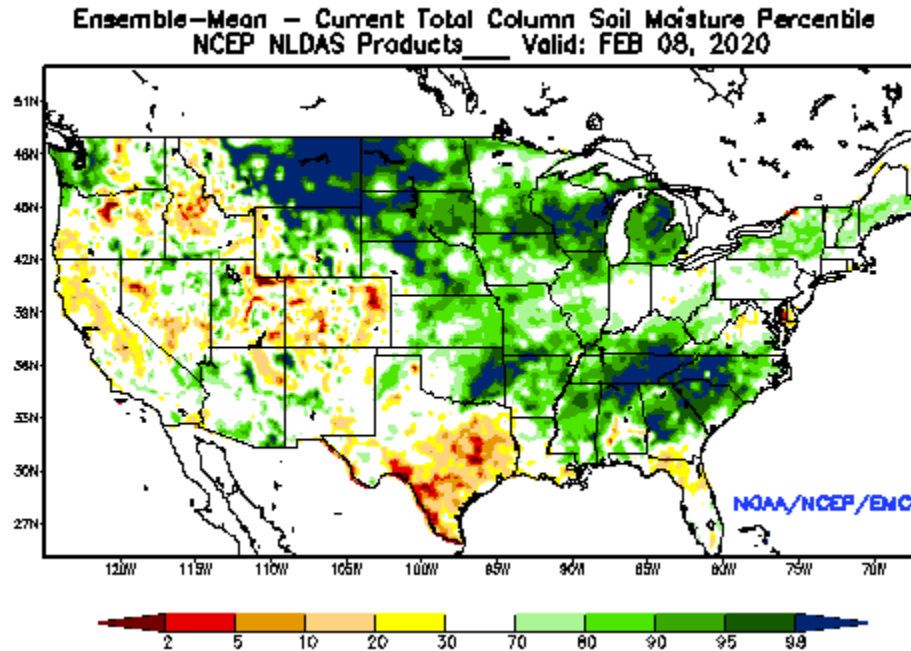 Ensemble-Mean - Current Total Column Soil Moisture Percentile
NCEP NLDAS Products___ Valid: FEB 08, 2020
51N
48N
45N
42N
39N
36N
33N
30N
27N
NOAA/NCEP/EMC
120W 115W 110W 105W 100W 95W 90W 85W 80W 75W 70W
2 5 10 20 30 70 80 90 95 98